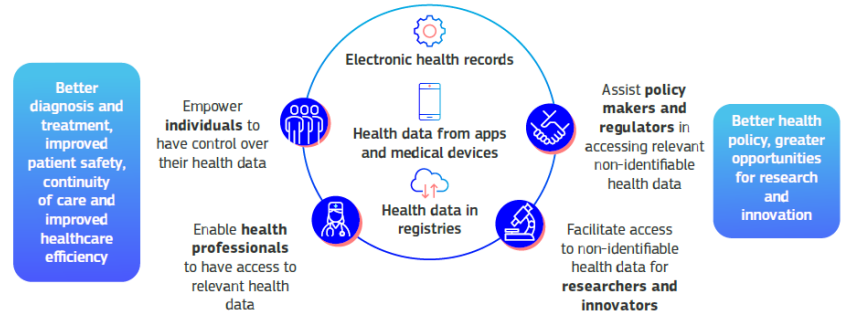 Better
diagnosis and
treatment,
improved
patient safety,
continuity
of care and
improved
healthcare
efficiency
Empower
individuals to
have control over
their health data
Enable health
professionals
to have access to
relevant health
data
Electronic health records
Health data from apps
and medical devices
Health data in
registries
Assist policy
makers and
regulators in
accessing relevant
non-identifiable
health data
Facilitate access
to non-identifiable
health data for
researchers and
innovators
Better health
policy, greater
opportunities
for research
and
innovation